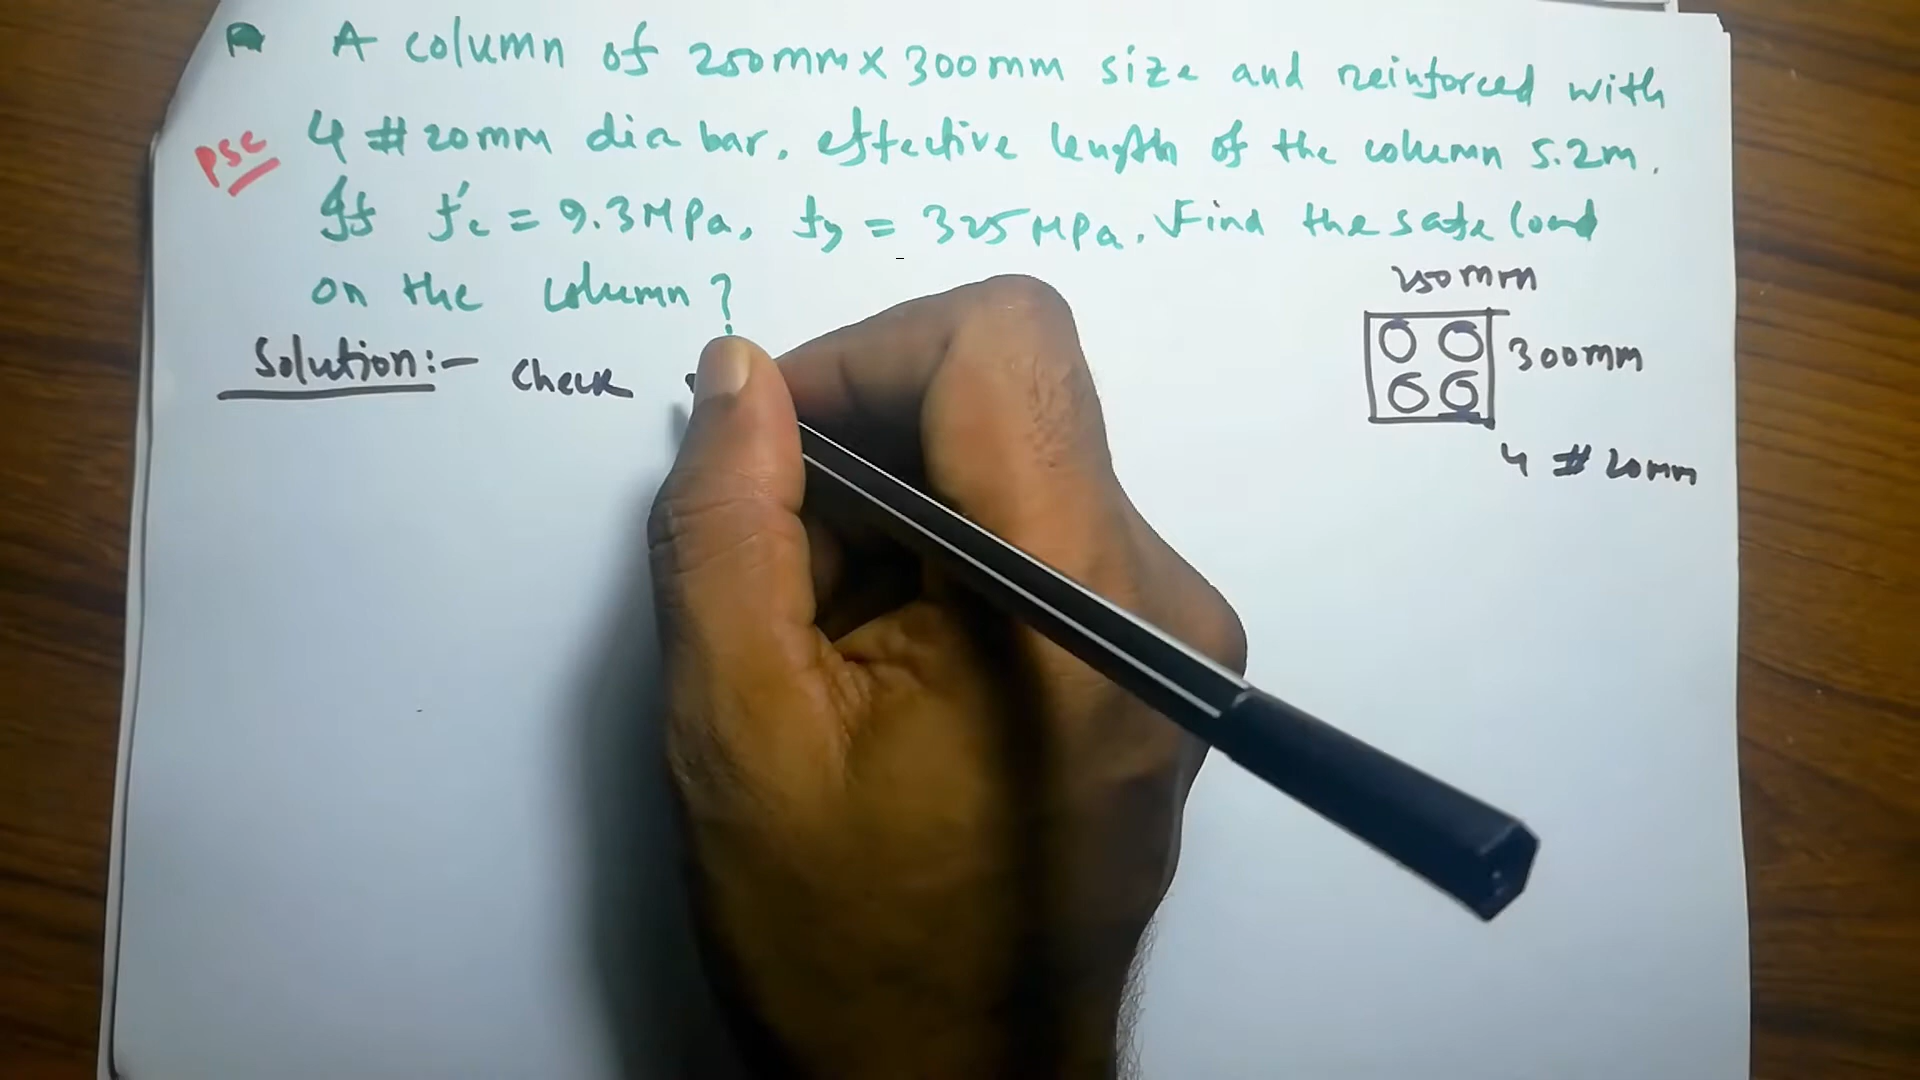 A column of 250mm x 300mm size and reinforced with
PSC
4 # 20mm dia bar. effective length of the column 5.2m.
If f'c = 9.3MPa, fy = 325MPa. Find the safe load
on the column?
250mm
Solution:- Check
300mm
4 # 20mm